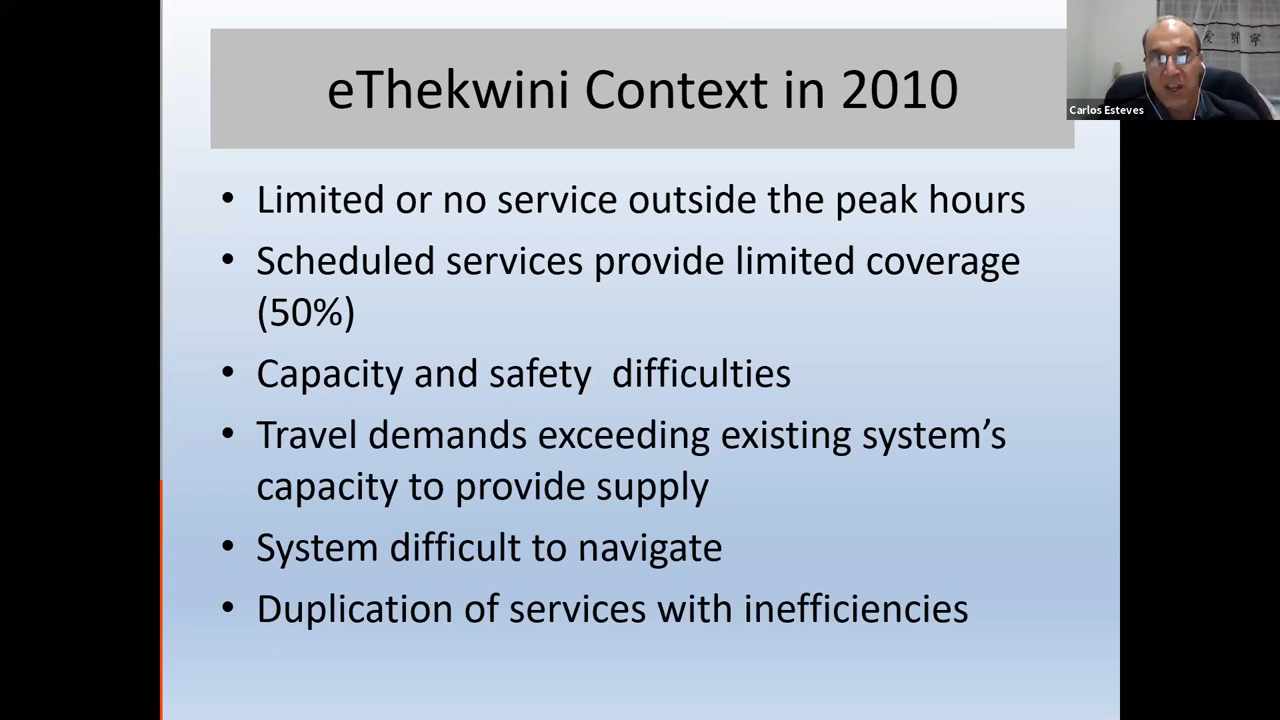 eThekwini Context in 2010
Carlos Esteves
• Limited or no service outside the peak hours
• Scheduled services provide limited coverage
(50%)
• Capacity and safety  difficulties
• Travel demands exceeding existing system’s
capacity to provide supply
• System difficult to navigate
• Duplication of services with inefficiencies